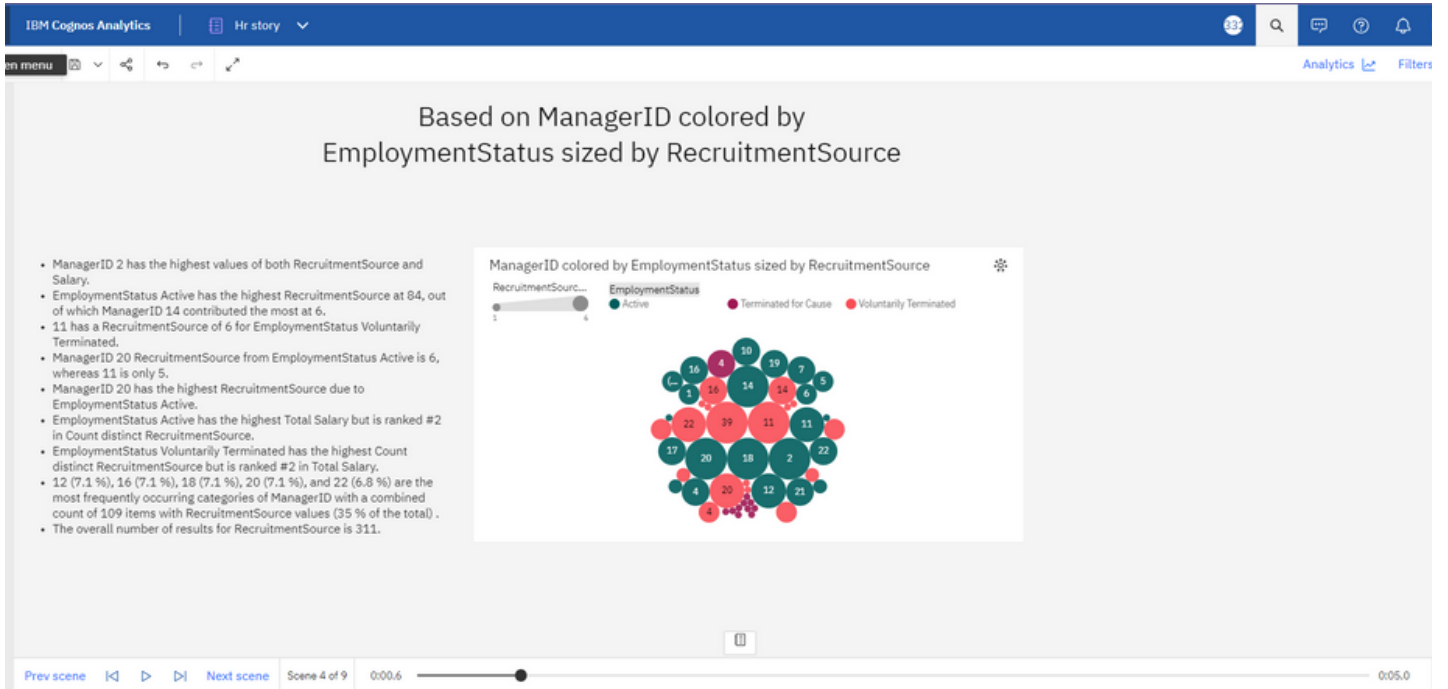 IBM Cognos Analytics
Hr story
en menu
Analytics
Filters
Based on ManagerID colored by
EmploymentStatus sized by RecruitmentSource
• ManagerID 2 has the highest values of both RecruitmentSource and
Salary.
• EmploymentStatus Active has the highest RecruitmentSource at 84, out
of which ManagerID 14 contributed the most at 6.
• 11 has a RecruitmentSource of 6 for EmploymentStatus Voluntarily
Terminated.
• ManagerID 20 RecruitmentSource from EmploymentStatus Active is 6,
whereas 11 is only 5.
• ManagerID 20 has the highest RecruitmentSource due to
EmploymentStatus Active.
• EmploymentStatus Active has the highest Total Salary but is ranked #2
in Count distinct RecruitmentSource.
• EmploymentStatus Voluntarily Terminated has the highest Count
distinct RecruitmentSource but is ranked #2 in Total Salary.
• 12 (7.1 %), 16 (7.1 %), 18 (7.1 %), 20 (7.1 %), and 22 (6.8 %) are the
most frequently occurring categories of ManagerID with a combined
count of 109 items with RecruitmentSource values (35 % of the total) .
• The overall number of results for RecruitmentSource is 311.
ManagerID colored by EmploymentStatus sized by RecruitmentSource
RecruitmentSourc...
EmploymentStatus
Active
Terminated for Cause
Voluntarily Terminated
1 6
10
16 4 19 7
(... 1 16 14 14 6 5
22 39 11 11
17 20 18 2 22
4 20 12 21
4
Prev scene
Next scene
Scene 4 of 9
0:00.6
0:05.0